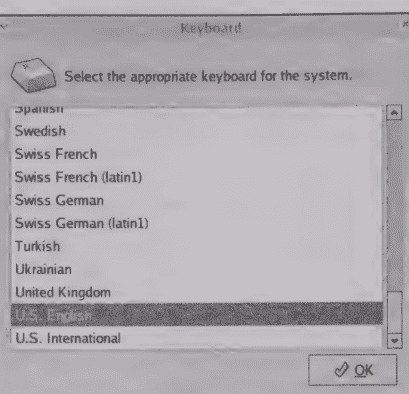 Keyboard
Select the appropriate keyboard for the system.
Spanish
Swedish
Swiss French
Swiss French (latin1)
Swiss German
Swiss German (latin1)
Turkish
Ukrainian
United Kingdom
U.S. English
U.S. International
OK